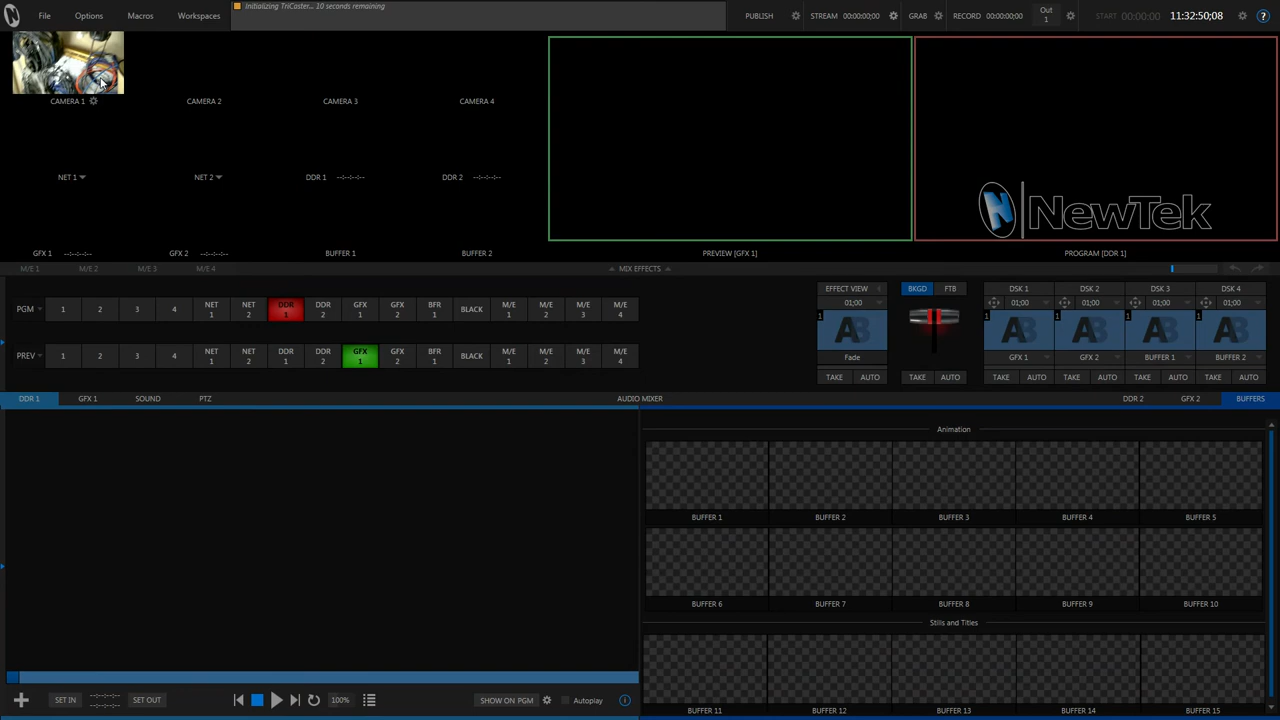 File Options Macros Workspaces
Initializing TriCaster... 10 seconds remaining
PUBLISH STREAM 00:00:00;00 GRAB RECORD 00:00:00;00 Out 1 START 00:00:00 11:32:50;08 ?
CAMERA 1 CAMERA 2 CAMERA 3 CAMERA 4
NET 1 NET 2 DDR 1 --:--:--:-- DDR 2 --:--:--:--
NewTek
GFX 1 --:--:--:-- GFX 2 --:--:--:-- BUFFER 1 BUFFER 2 PREVIEW [GFX 1] PROGRAM [DDR 1]
M/E 1 M/E 2 M/E 3 M/E 4 MIX EFFECTS
PGM 1 2 3 4 NET 1 NET 2 DDR 1 DDR 2 GFX 1 GFX 2 BFR 1 BLACK M/E 1 M/E 2 M/E 3 M/E 4
PREV 1 2 3 4 NET 1 NET 2 DDR 1 DDR 2 GFX 1 GFX 2 BFR 1 BLACK M/E 1 M/E 2 M/E 3 M/E 4
EFFECT VIEW BKGD FTB DSK 1 DSK 2 DSK 3 DSK 4
01;00 01;00 01;00 01;00 01;00
1 AB 1 AB 1 AB 1 AB 1 AB
Fade GFX 1 GFX 2 BUFFER 1 BUFFER 2
TAKE AUTO TAKE AUTO TAKE AUTO TAKE AUTO TAKE AUTO TAKE AUTO
DDR 1 GFX 1 SOUND PTZ AUDIO MIXER DDR 2 GFX 2 BUFFERS
Animation
BUFFER 1 BUFFER 2 BUFFER 3 BUFFER 4 BUFFER 5
BUFFER 6 BUFFER 7 BUFFER 8 BUFFER 9 BUFFER 10
Stills and Titles
BUFFER 11 BUFFER 12 BUFFER 13 BUFFER 14 BUFFER 15
SET IN --:--:--:-- --:--:--:-- SET OUT 100% SHOW ON PGM Autoplay i